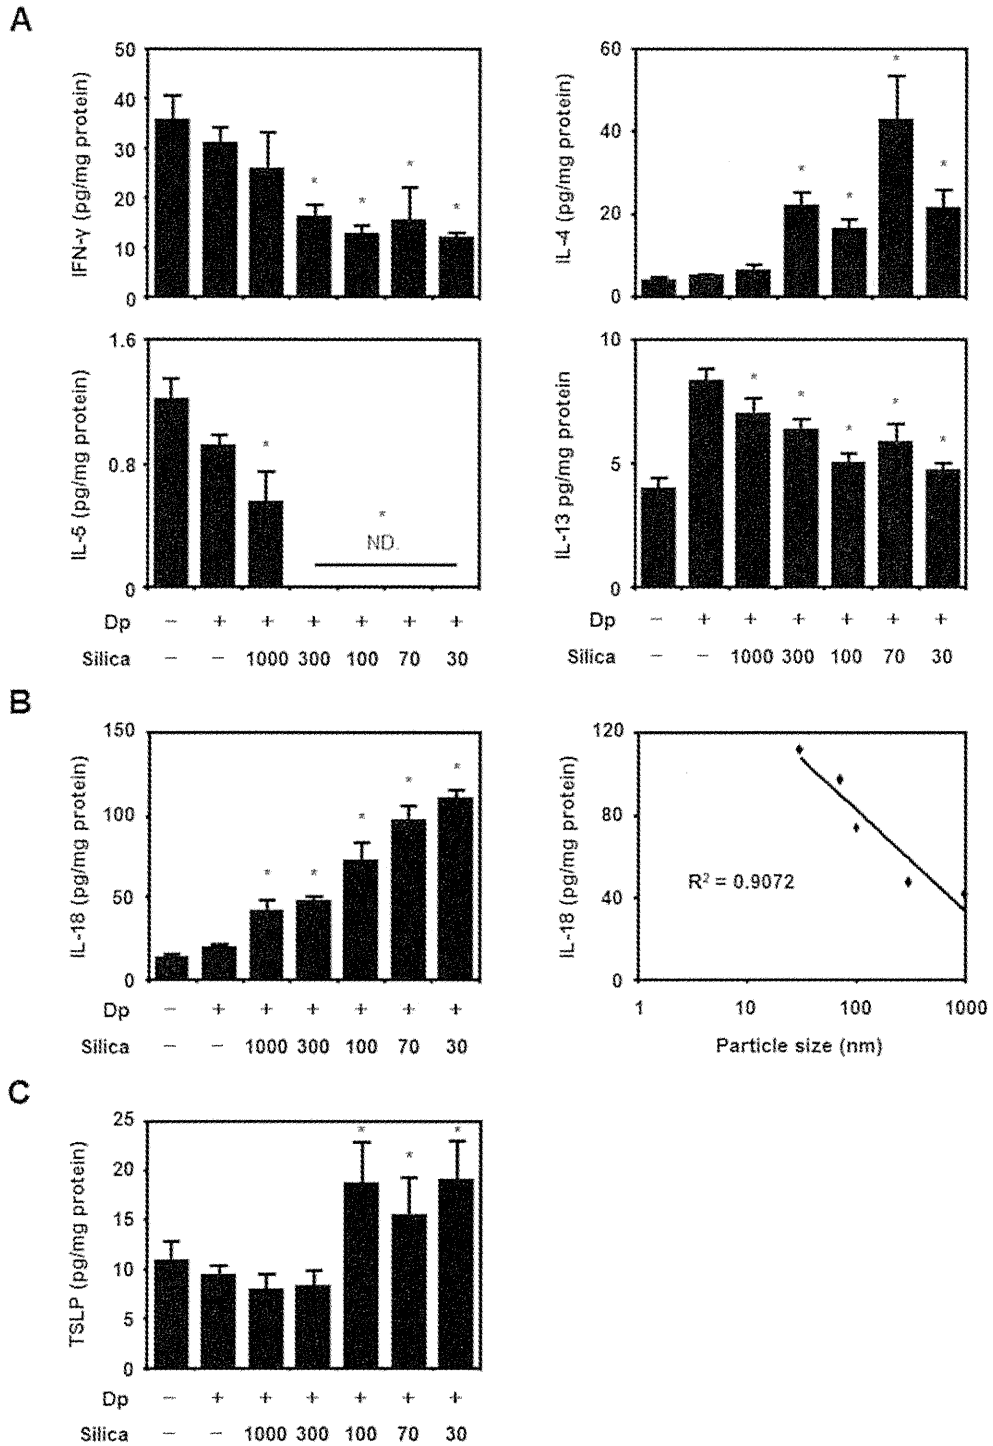 A
IFN-γ (pg/mg protein)
50
40
30
20
10
0
*
*
*
*
IL-4 (pg/mg protein)
60
40
20
0
*
*
*
*
IL-5 (pg/mg protein)
1.6
0.8
0
*
*
ND.
IL-13 pg/mg protein
10
5
0
*
*
*
*
*
Dp − + + + + + +
Silica − − 1000 300 100 70 30
Dp − + + + + + +
Silica − − 1000 300 100 70 30
B
IL-18 (pg/mg protein)
150
100
50
0
*
*
*
*
*
Dp − + + + + + +
Silica − − 1000 300 100 70 30
IL-18 (pg/mg protein)
120
80
40
0
R² = 0.9072
1 10 100 1000
Particle size (nm)
C
TSLP (pg/mg protein)
25
20
15
10
5
0
*
*
*
Dp − + + + + + +
Silica − − 1000 300 100 70 30